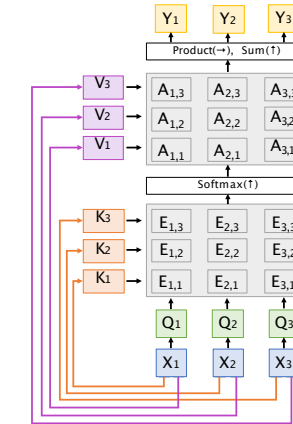 Y1 Y2 Y3
Product(→), Sum(↑)
V3 A1,3 A2,3 A3,3
V2 A1,2 A2,2 A3,2
V1 A1,1 A2,1 A3,1
Softmax(↑)
K3 E1,3 E2,3 E3,3
K2 E1,2 E2,2 E3,2
K1 E1,1 E2,1 E3,1
Q1 Q2 Q3
X1 X2 X3